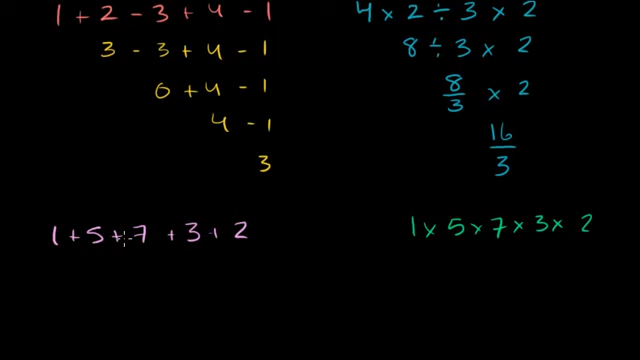 1 + 2 - 3 + 4 - 1
3 - 3 + 4 - 1
0 + 4 - 1
4 - 1
3
1 + 5 + 7 + 3 + 2
4 × 2 ÷ 3 × 2
8 ÷ 3 × 2
8/3 × 2
16/3
1 × 5 × 7 × 3 × 2